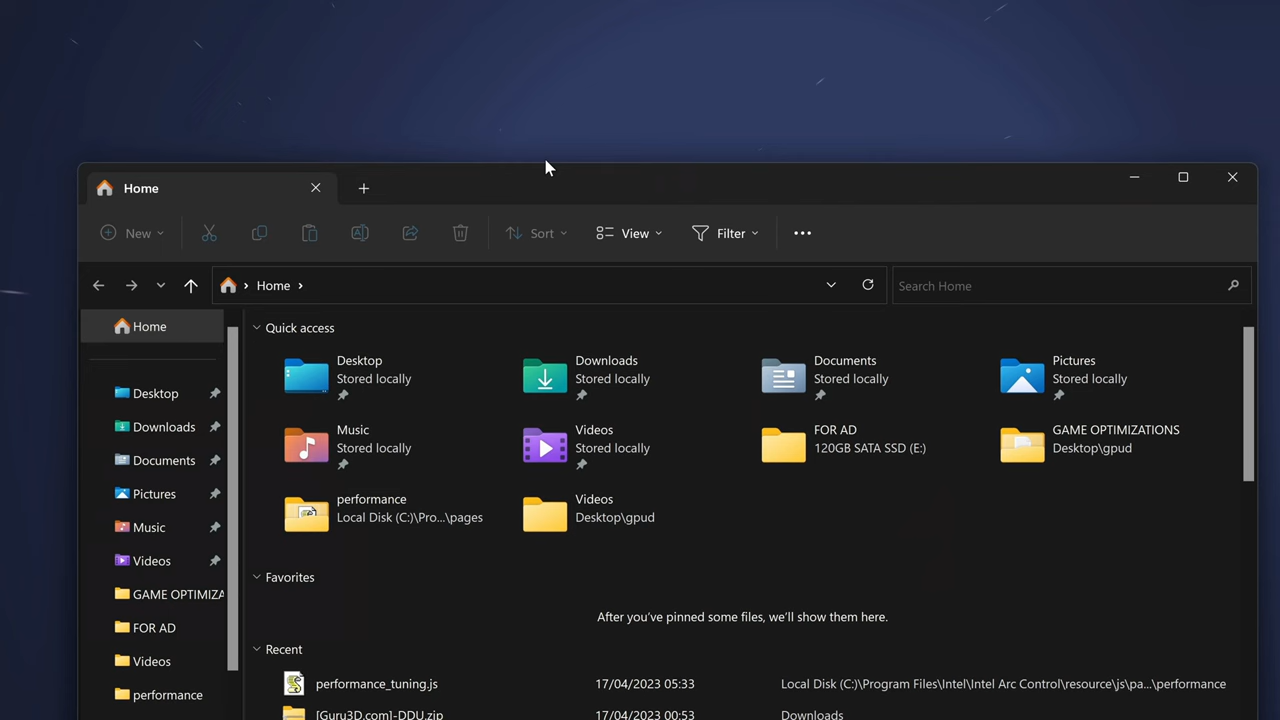 Home
New
Sort
View
Filter
Home
Search Home
Home
Quick access
Desktop
Stored locally
Downloads
Stored locally
Documents
Stored locally
Pictures
Stored locally
Music
Stored locally
Videos
Stored locally
FOR AD
120GB SATA SSD (E:)
GAME OPTIMIZATIONS
Desktop\gpud
performance
Local Disk (C:)\Pro...\pages
Videos
Desktop\gpud
Desktop
Downloads
Documents
Pictures
Music
Videos
GAME OPTIMIZA
FOR AD
Videos
performance
Favorites
After you've pinned some files, we'll show them here.
Recent
performance_tuning.js 17/04/2023 05:33 Local Disk (C:)\Program Files\Intel\Intel Arc Control\resource\js\pa...\performance
[Guru3D.com]-DDU.zip 17/04/2023 00:53 Downloads